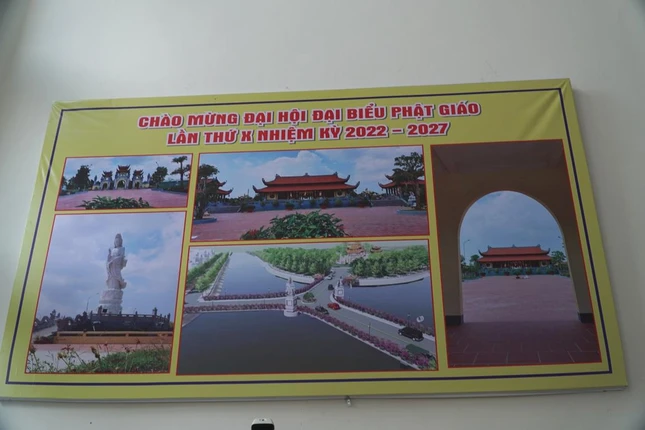 CHÀO MỪNG ĐẠI HỘI ĐẠI BIỂU PHẬT GIÁO
LẦN THỨ X NHIỆM KỲ 2022 – 2027